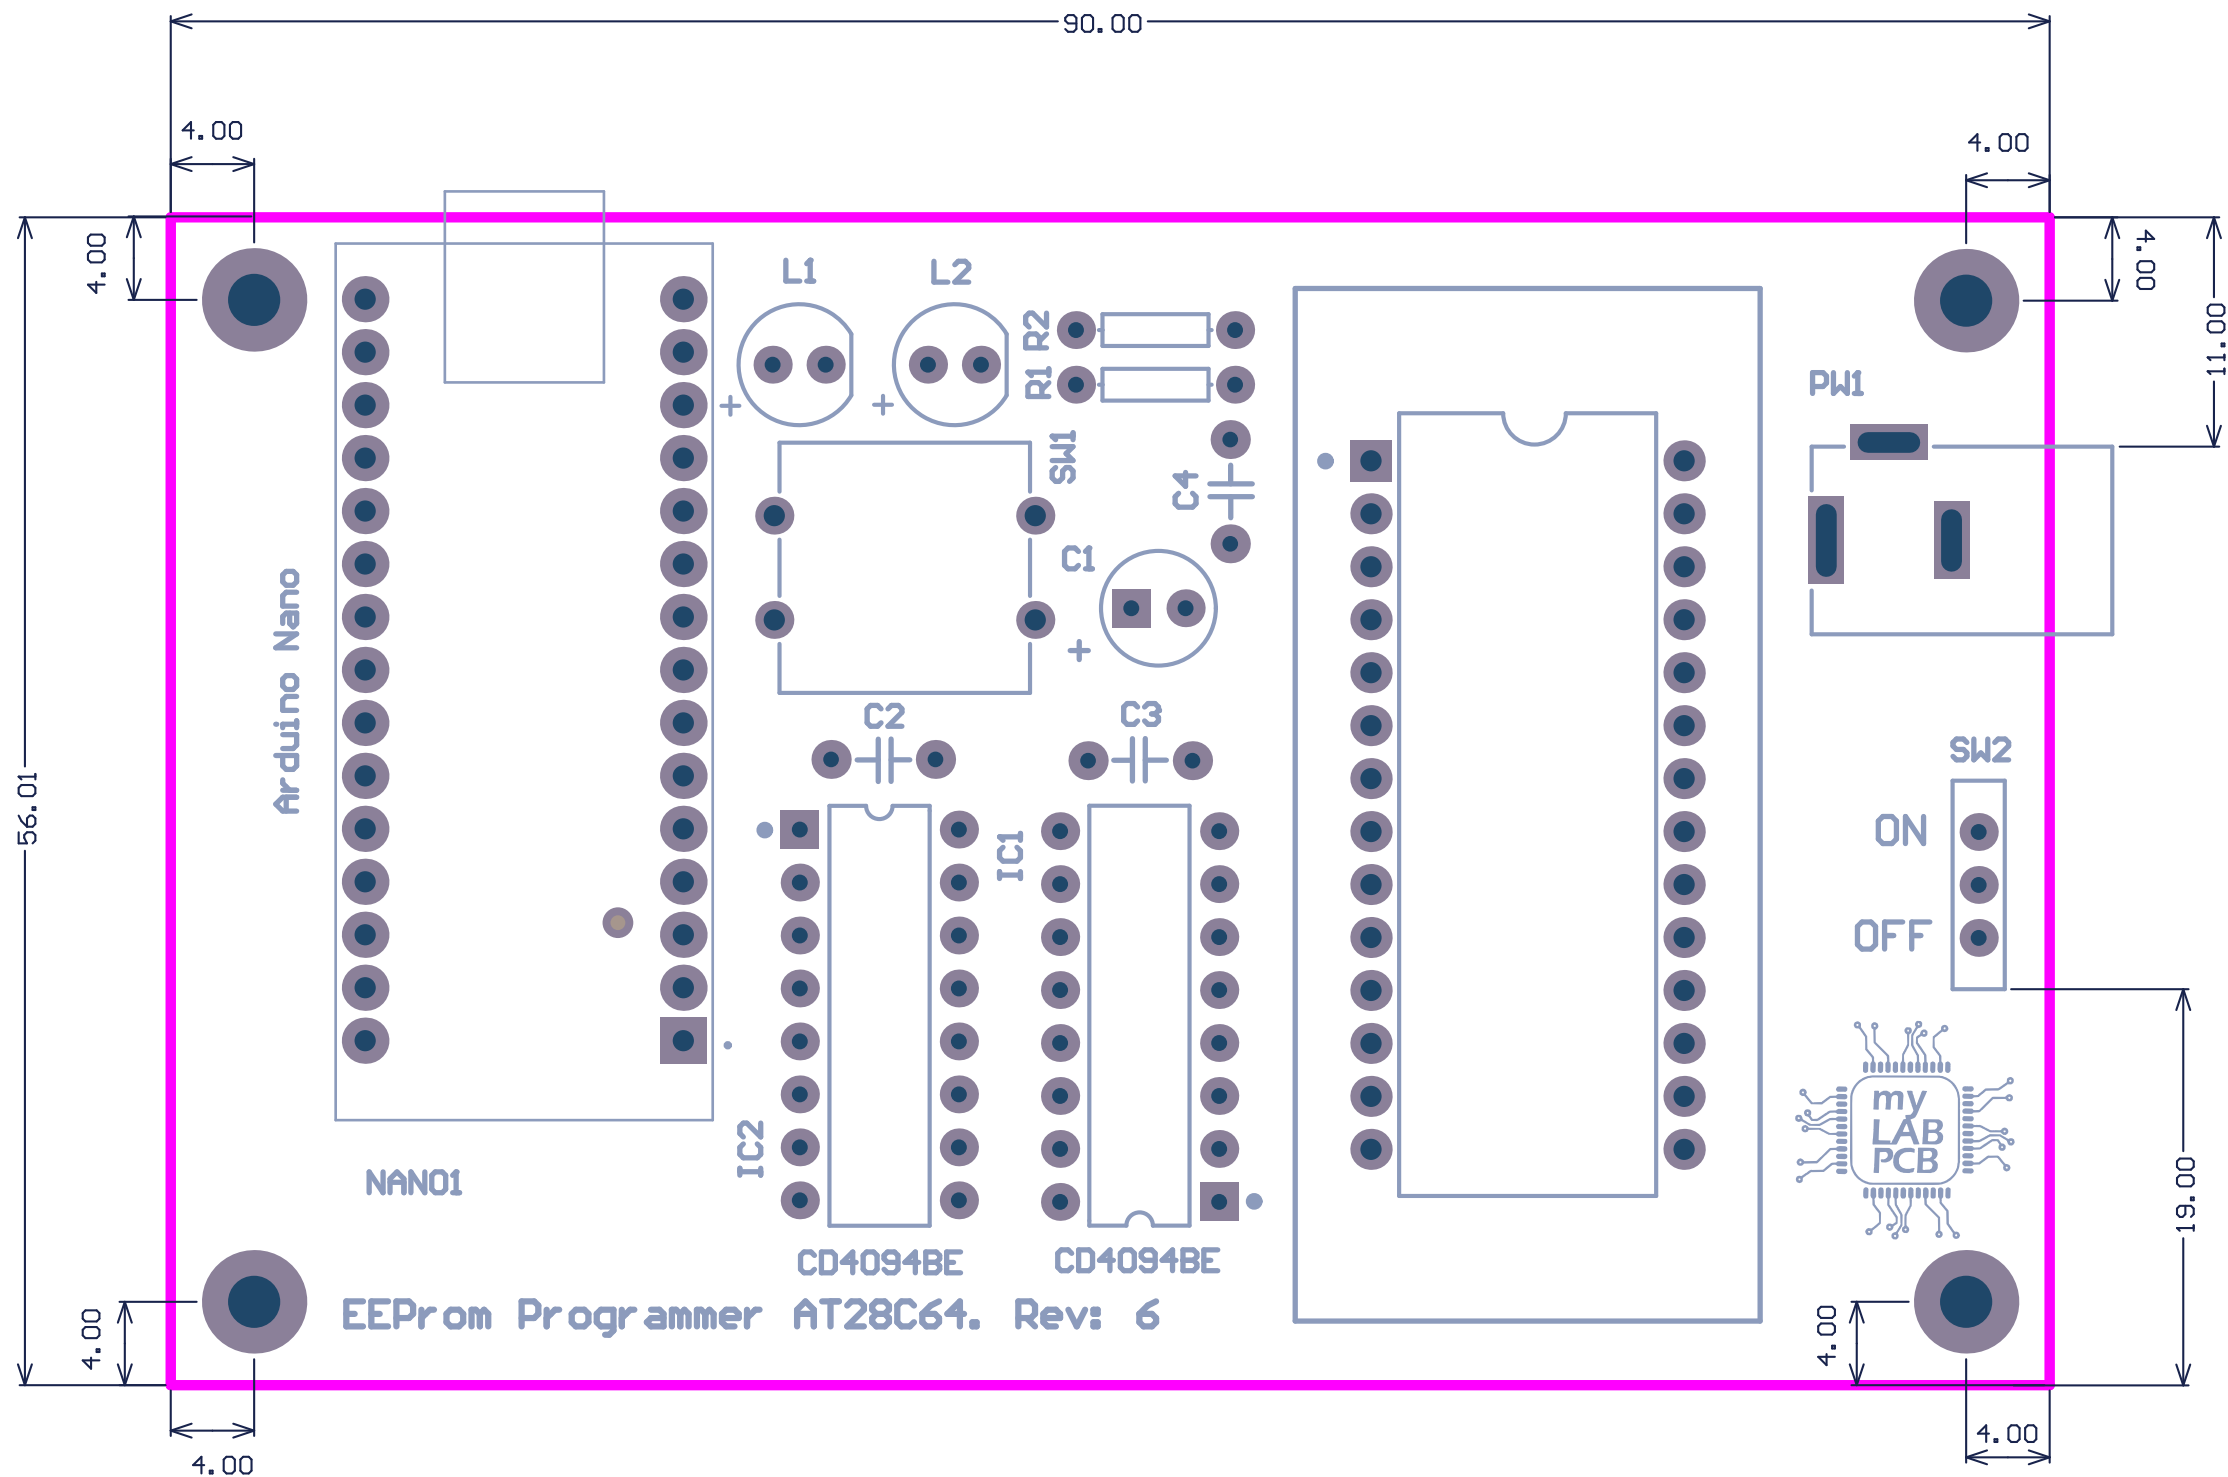 90.00
4.00
4.00
4.00
4.00
11.00
L1
L2
R2
R1
PW1
SW1
C4
C1
Arduino Nano
56.01
C2
C3
SW2
ON
IC1
OFF
my
LAB
PCB
IC2
NANO1
19.00
CD4094BE
CD4094BE
EEProm Programmer AT28C64. Rev: 6
4.00
4.00
4.00
4.00